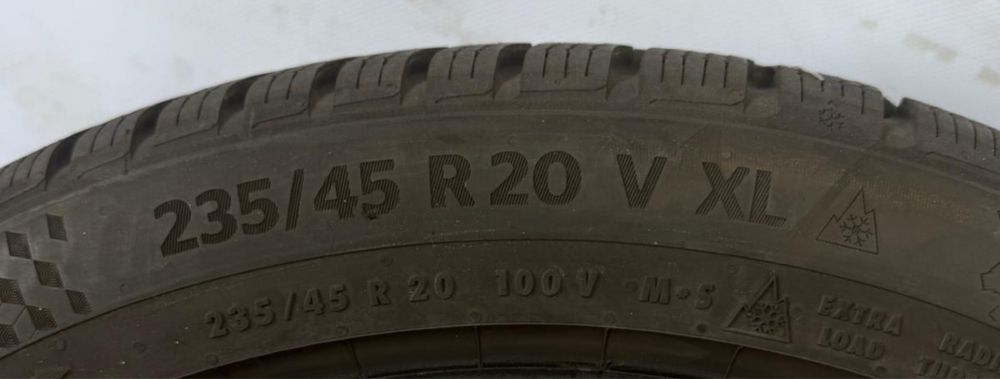 235/45 R20 V XL
235/45 R 20 100 V M+S EXTRA LOAD